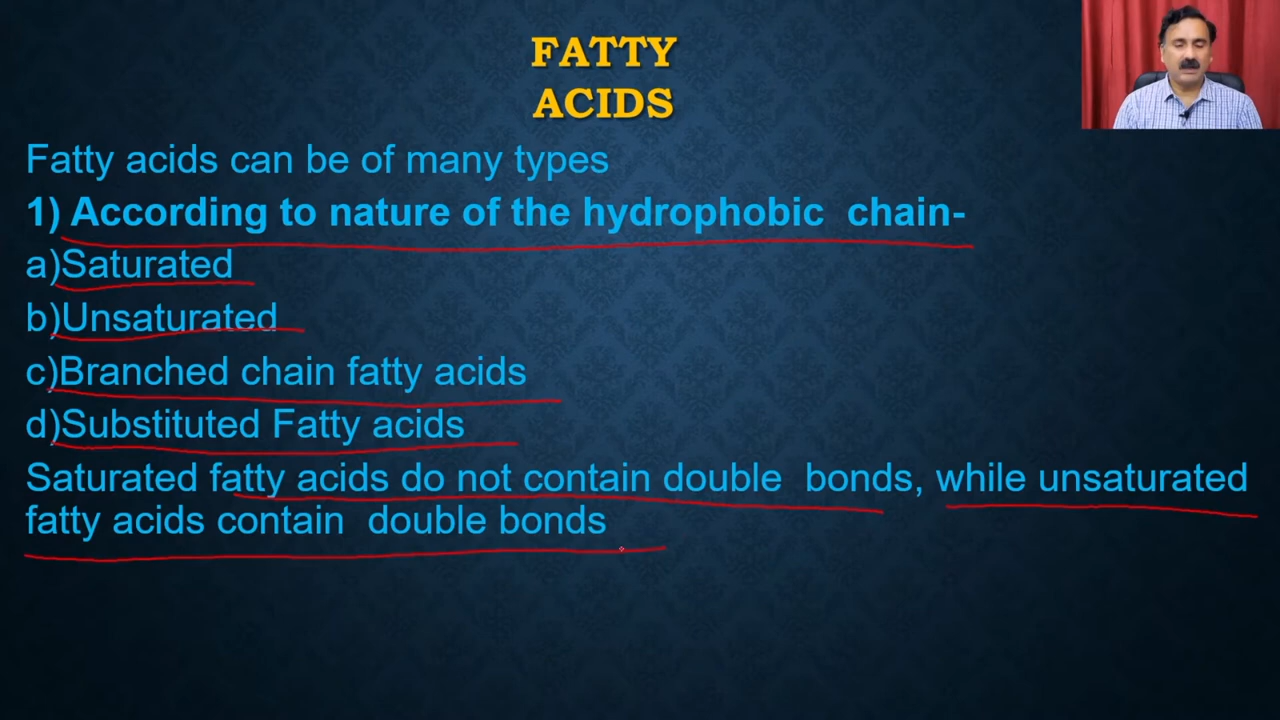 FATTY
ACIDS
Fatty acids can be of many types
1) According to nature of the hydrophobic chain-
a)Saturated
b)Unsaturated
c)Branched chain fatty acids
d)Substituted Fatty acids
Saturated fatty acids do not contain double bonds, while unsaturated
fatty acids contain double bonds